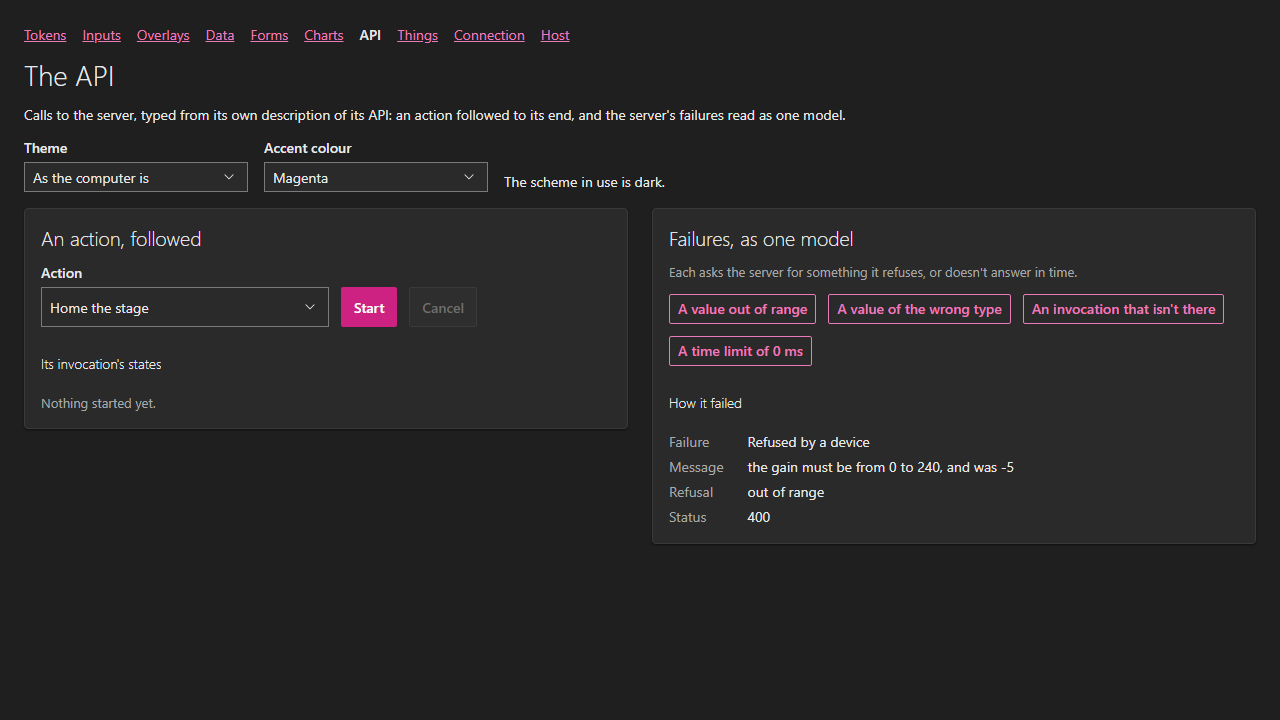 Tokens Inputs Overlays Data Forms Charts API Things Connection Host
The API
Calls to the server, typed from its own description of its API: an action followed to its end, and the server's failures read as one model.
Theme
As the computer is
Accent colour
Magenta
The scheme in use is dark.
An action, followed
Action
Home the stage
Start
Cancel
Its invocation's states
Nothing started yet.
Failures, as one model
Each asks the server for something it refuses, or doesn't answer in time.
A value out of range
A value of the wrong type
An invocation that isn't there
A time limit of 0 ms
How it failed
Failure Refused by a device
Message the gain must be from 0 to 240, and was -5
Refusal out of range
Status 400